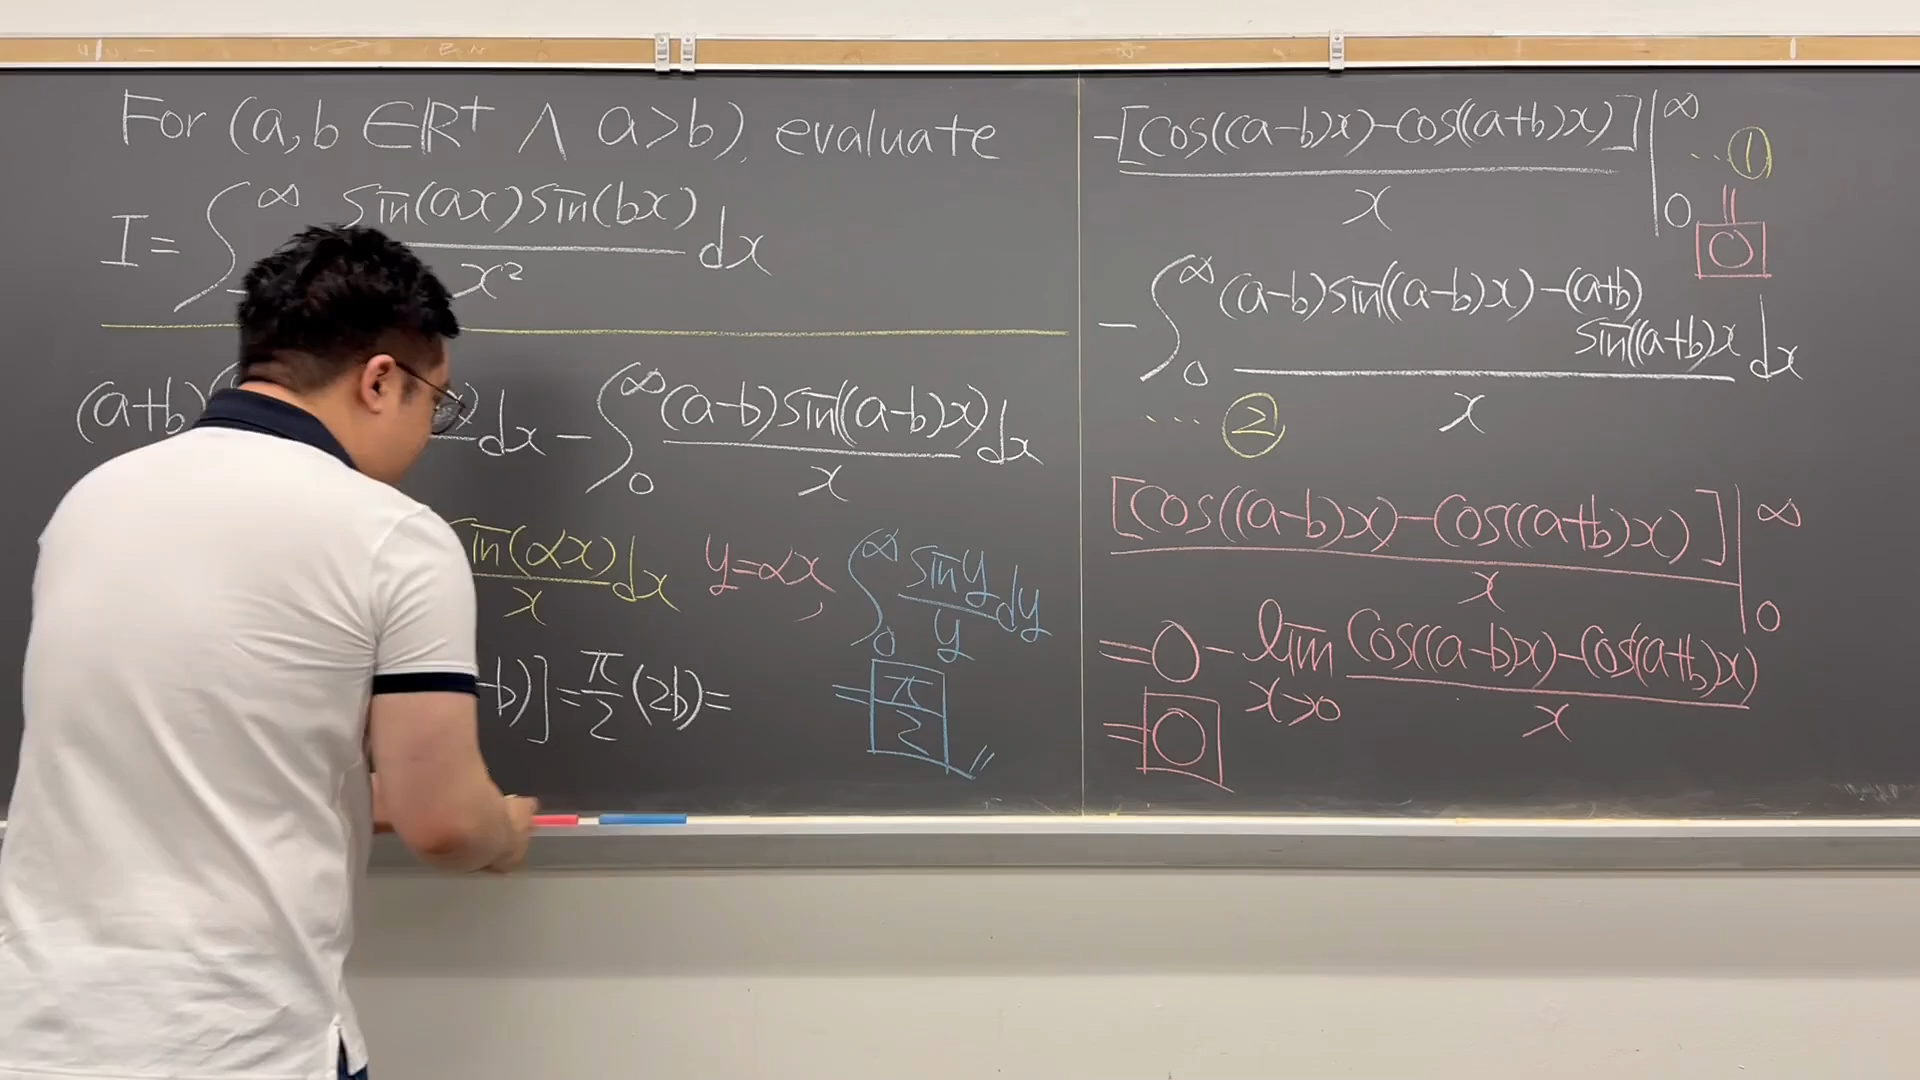 For (a,b ∈ℝ⁺ ∧ a>b), evaluate
I=∫ ∞ sin(ax)sin(bx)/x² dx
(a+b) dx − ∫₀^∞ (a-b)sin((a-b)x)/x dx
sin(αx)/x dx y=αx, ∫₀^∞ sin y/y dy
-b)]=π/2(2b)= =π/2
-[cos((a-b)x)-cos((a+b)x)]/x |₀^∞ ...①
=
0
−∫₀^∞ (a-b)sin((a-b)x)-(a+b)
sin((a+b)x/x dx
....②
[cos((a-b)x)-cos((a+b)x)]/x |₀^∞
=0-lim x→0 cos((a-b)x)-cos((a+b)x)/x
=0